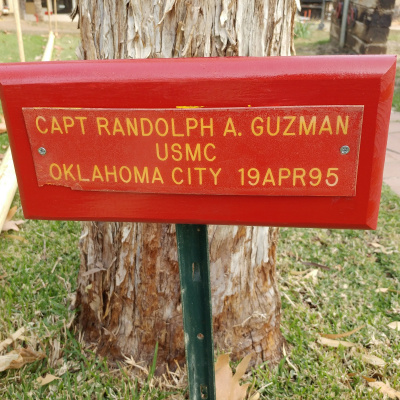 CAPT RANDOLPH A. GUZMAN
USMC
OKLAHOMA CITY 19APR95